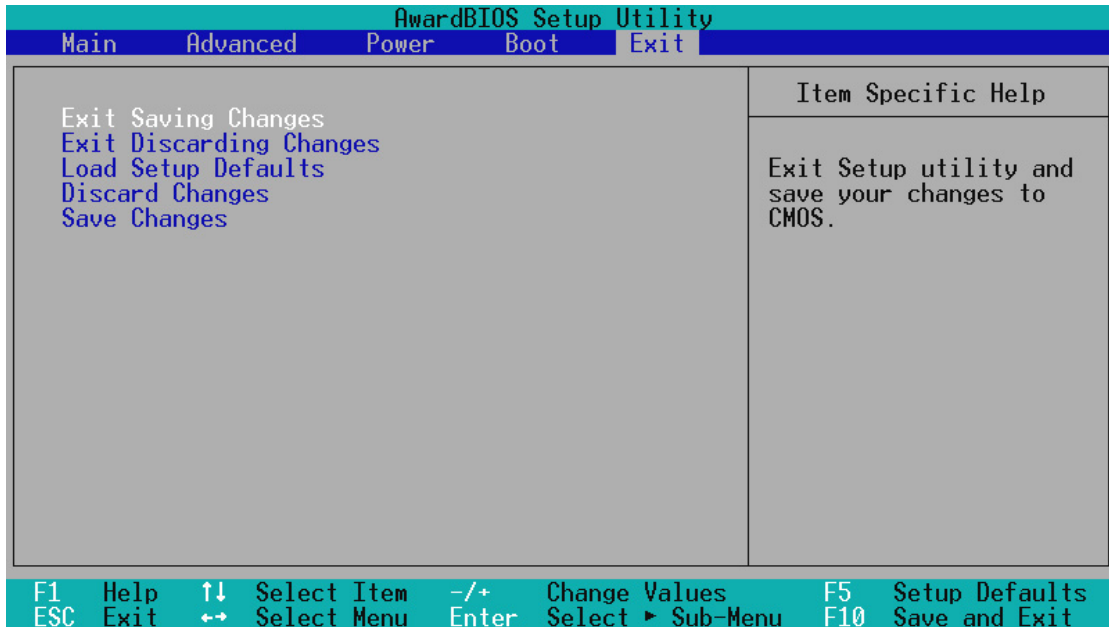 AwardBIOS Setup Utility
Main Advanced Power Boot Exit
Item Specific Help
Exit Saving Changes
Exit Discarding Changes
Load Setup Defaults
Discard Changes
Save Changes
Exit Setup utility and
save your changes to
CMOS.
F1 Help ↑↓ Select Item -/+ Change Values F5 Setup Defaults
ESC Exit ←→ Select Menu Enter Select ► Sub-Menu F10 Save and Exit